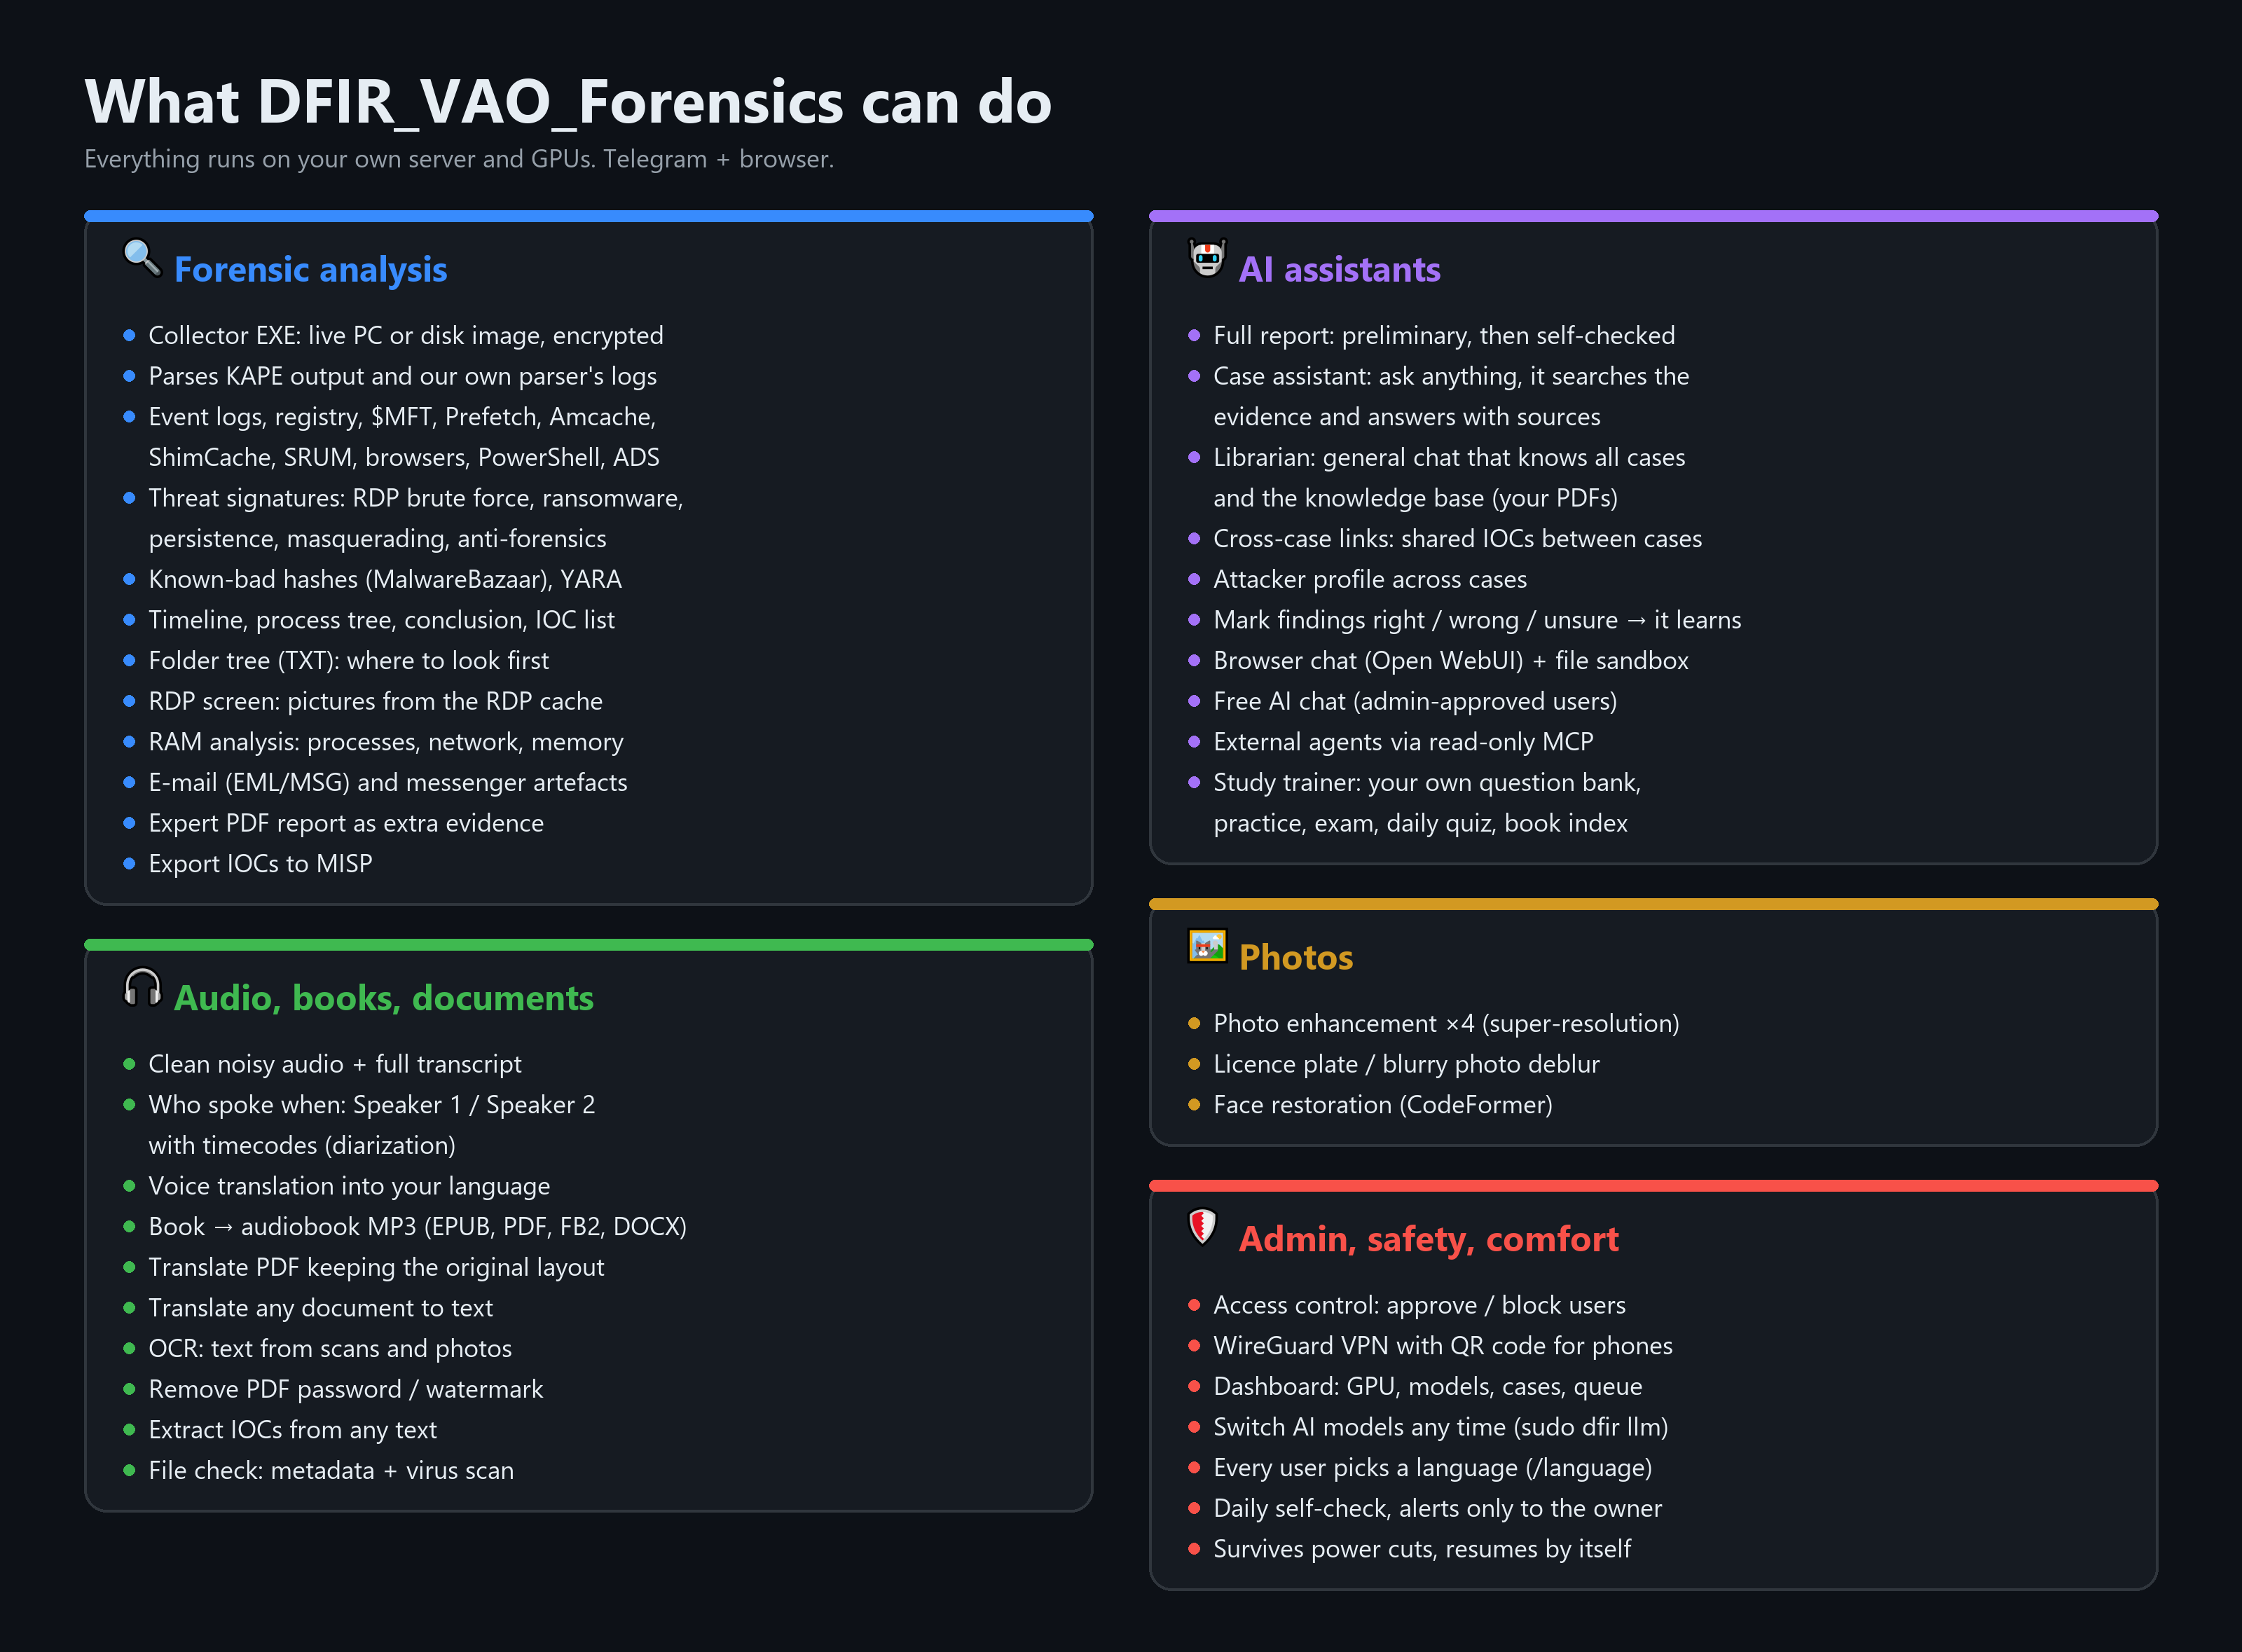 What DFIR_VAO_Forensics can do
Everything runs on your own server and GPUs. Telegram + browser.
Forensic analysis
Collector EXE: live PC or disk image, encrypted
Parses KAPE output and our own parser's logs
Event logs, registry, $MFT, Prefetch, Amcache,
ShimCache, SRUM, browsers, PowerShell, ADS
Threat signatures: RDP brute force, ransomware,
persistence, masquerading, anti-forensics
Known-bad hashes (MalwareBazaar), YARA
Timeline, process tree, conclusion, IOC list
Folder tree (TXT): where to look first
RDP screen: pictures from the RDP cache
RAM analysis: processes, network, memory
E-mail (EML/MSG) and messenger artefacts
Expert PDF report as extra evidence
Export IOCs to MISP
Audio, books, documents
Clean noisy audio + full transcript
Who spoke when: Speaker 1 / Speaker 2
with timecodes (diarization)
Voice translation into your language
Book → audiobook MP3 (EPUB, PDF, FB2, DOCX)
Translate PDF keeping the original layout
Translate any document to text
OCR: text from scans and photos
Remove PDF password / watermark
Extract IOCs from any text
File check: metadata + virus scan
AI assistants
Full report: preliminary, then self-checked
Case assistant: ask anything, it searches the
evidence and answers with sources
Librarian: general chat that knows all cases
and the knowledge base (your PDFs)
Cross-case links: shared IOCs between cases
Attacker profile across cases
Mark findings right / wrong / unsure → it learns
Browser chat (Open WebUI) + file sandbox
Free AI chat (admin-approved users)
External agents via read-only MCP
Study trainer: your own question bank,
practice, exam, daily quiz, book index
Photos
Photo enhancement ×4 (super-resolution)
Licence plate / blurry photo deblur
Face restoration (CodeFormer)
Admin, safety, comfort
Access control: approve / block users
WireGuard VPN with QR code for phones
Dashboard: GPU, models, cases, queue
Switch AI models any time (sudo dfir llm)
Every user picks a language (/language)
Daily self-check, alerts only to the owner
Survives power cuts, resumes by itself